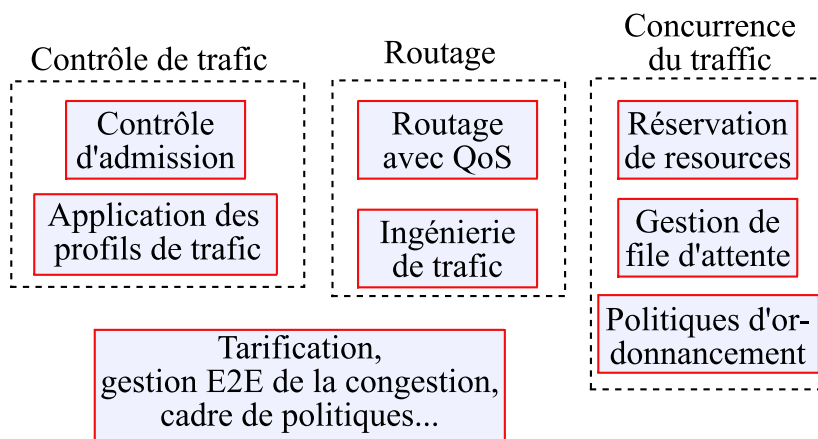 Contrôle de trafic
Contrôle
d'admission
Application des
profils de trafic
Routage
Routage
avec QoS
Ingénierie
de trafic
Concurrence
du traffic
Réservation
de resources
Gestion de
file d'attente
Politiques d'or-
donnancement
Tarification,
gestion E2E de la congestion,
cadre de politiques...